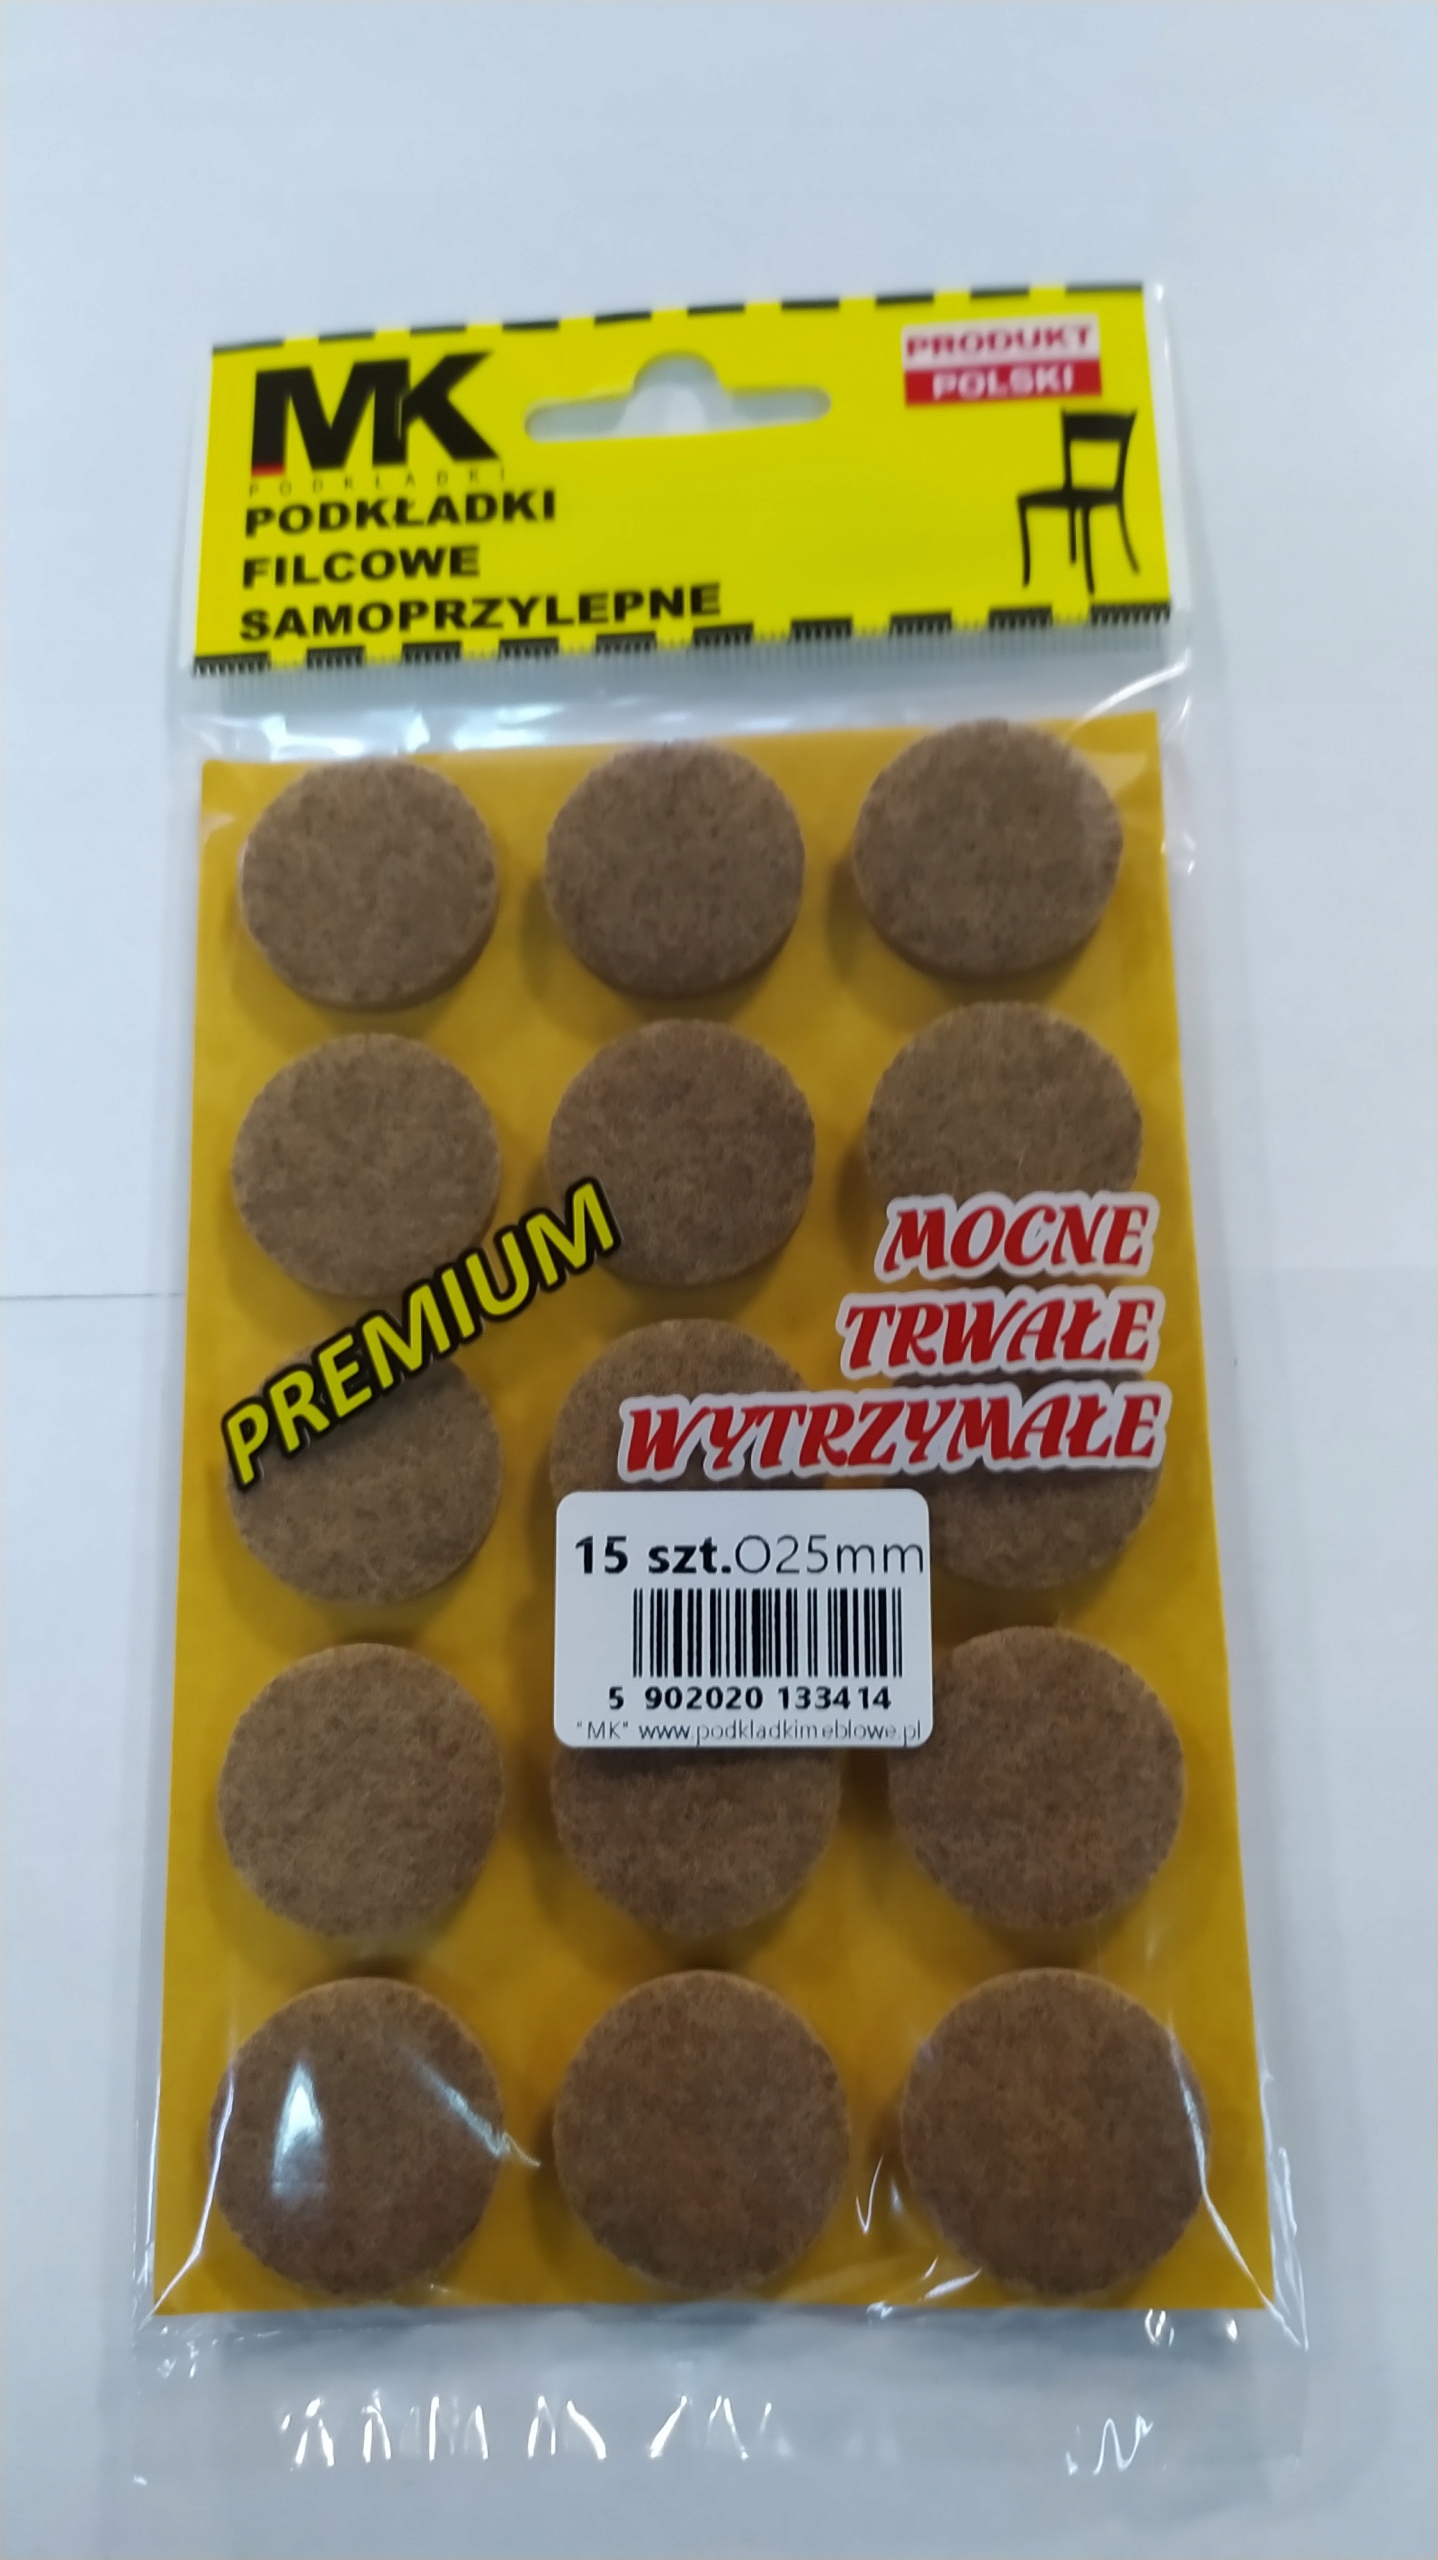 MK
PODKŁADKI
PRODUKT
POLSKI
PODKŁADKI
FILCOWE
SAMOPRZYLEPNE
PREMIUM
MOCNE
TRWAŁE
WYTRZYMAŁE
15 szt.O25mm
5 902020 133414
"MK" www.podkladkimeblowe.pl